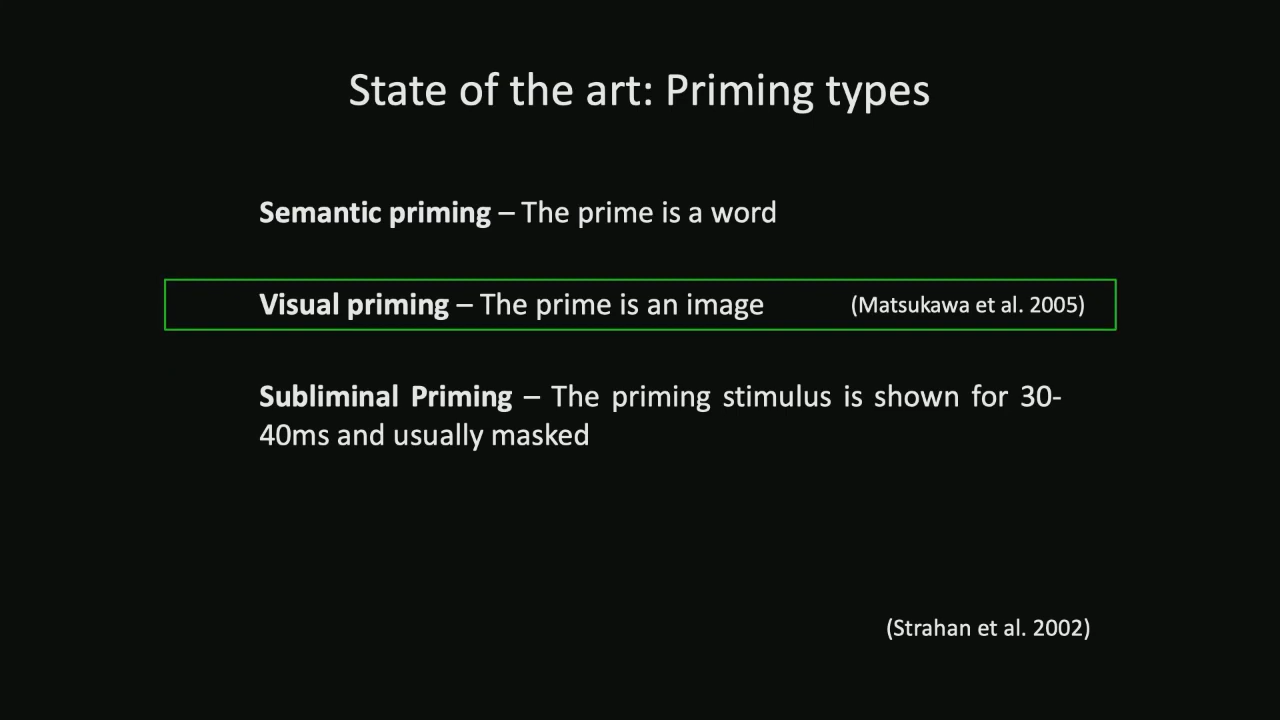 State of the art: Priming types
Semantic priming – The prime is a word
Visual priming – The prime is an image (Matsukawa et al. 2005)
Subliminal Priming – The priming stimulus is shown for 30-
40ms and usually masked
(Strahan et al. 2002)